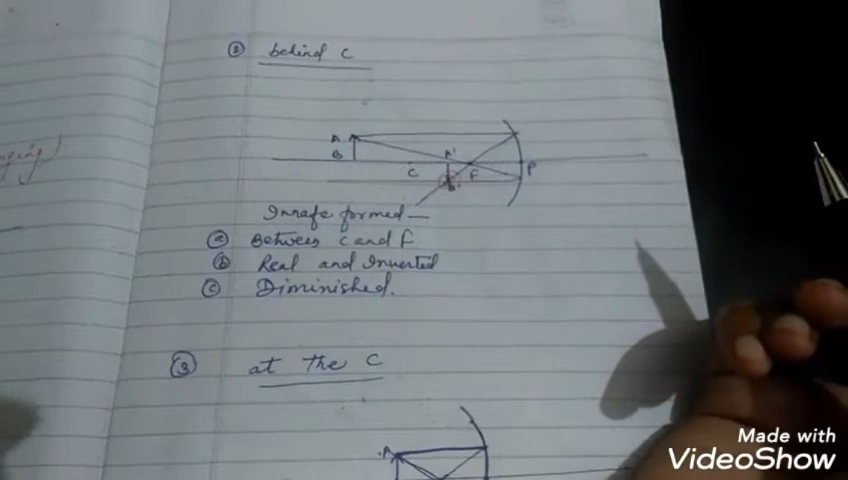 ② behind C
A
B
C
A'
B'
F
P
Image formed —
ⓐ Between C and F
ⓑ Real and Inverted
ⓒ Diminished.
③ at the C
A
Made with
VideoShow